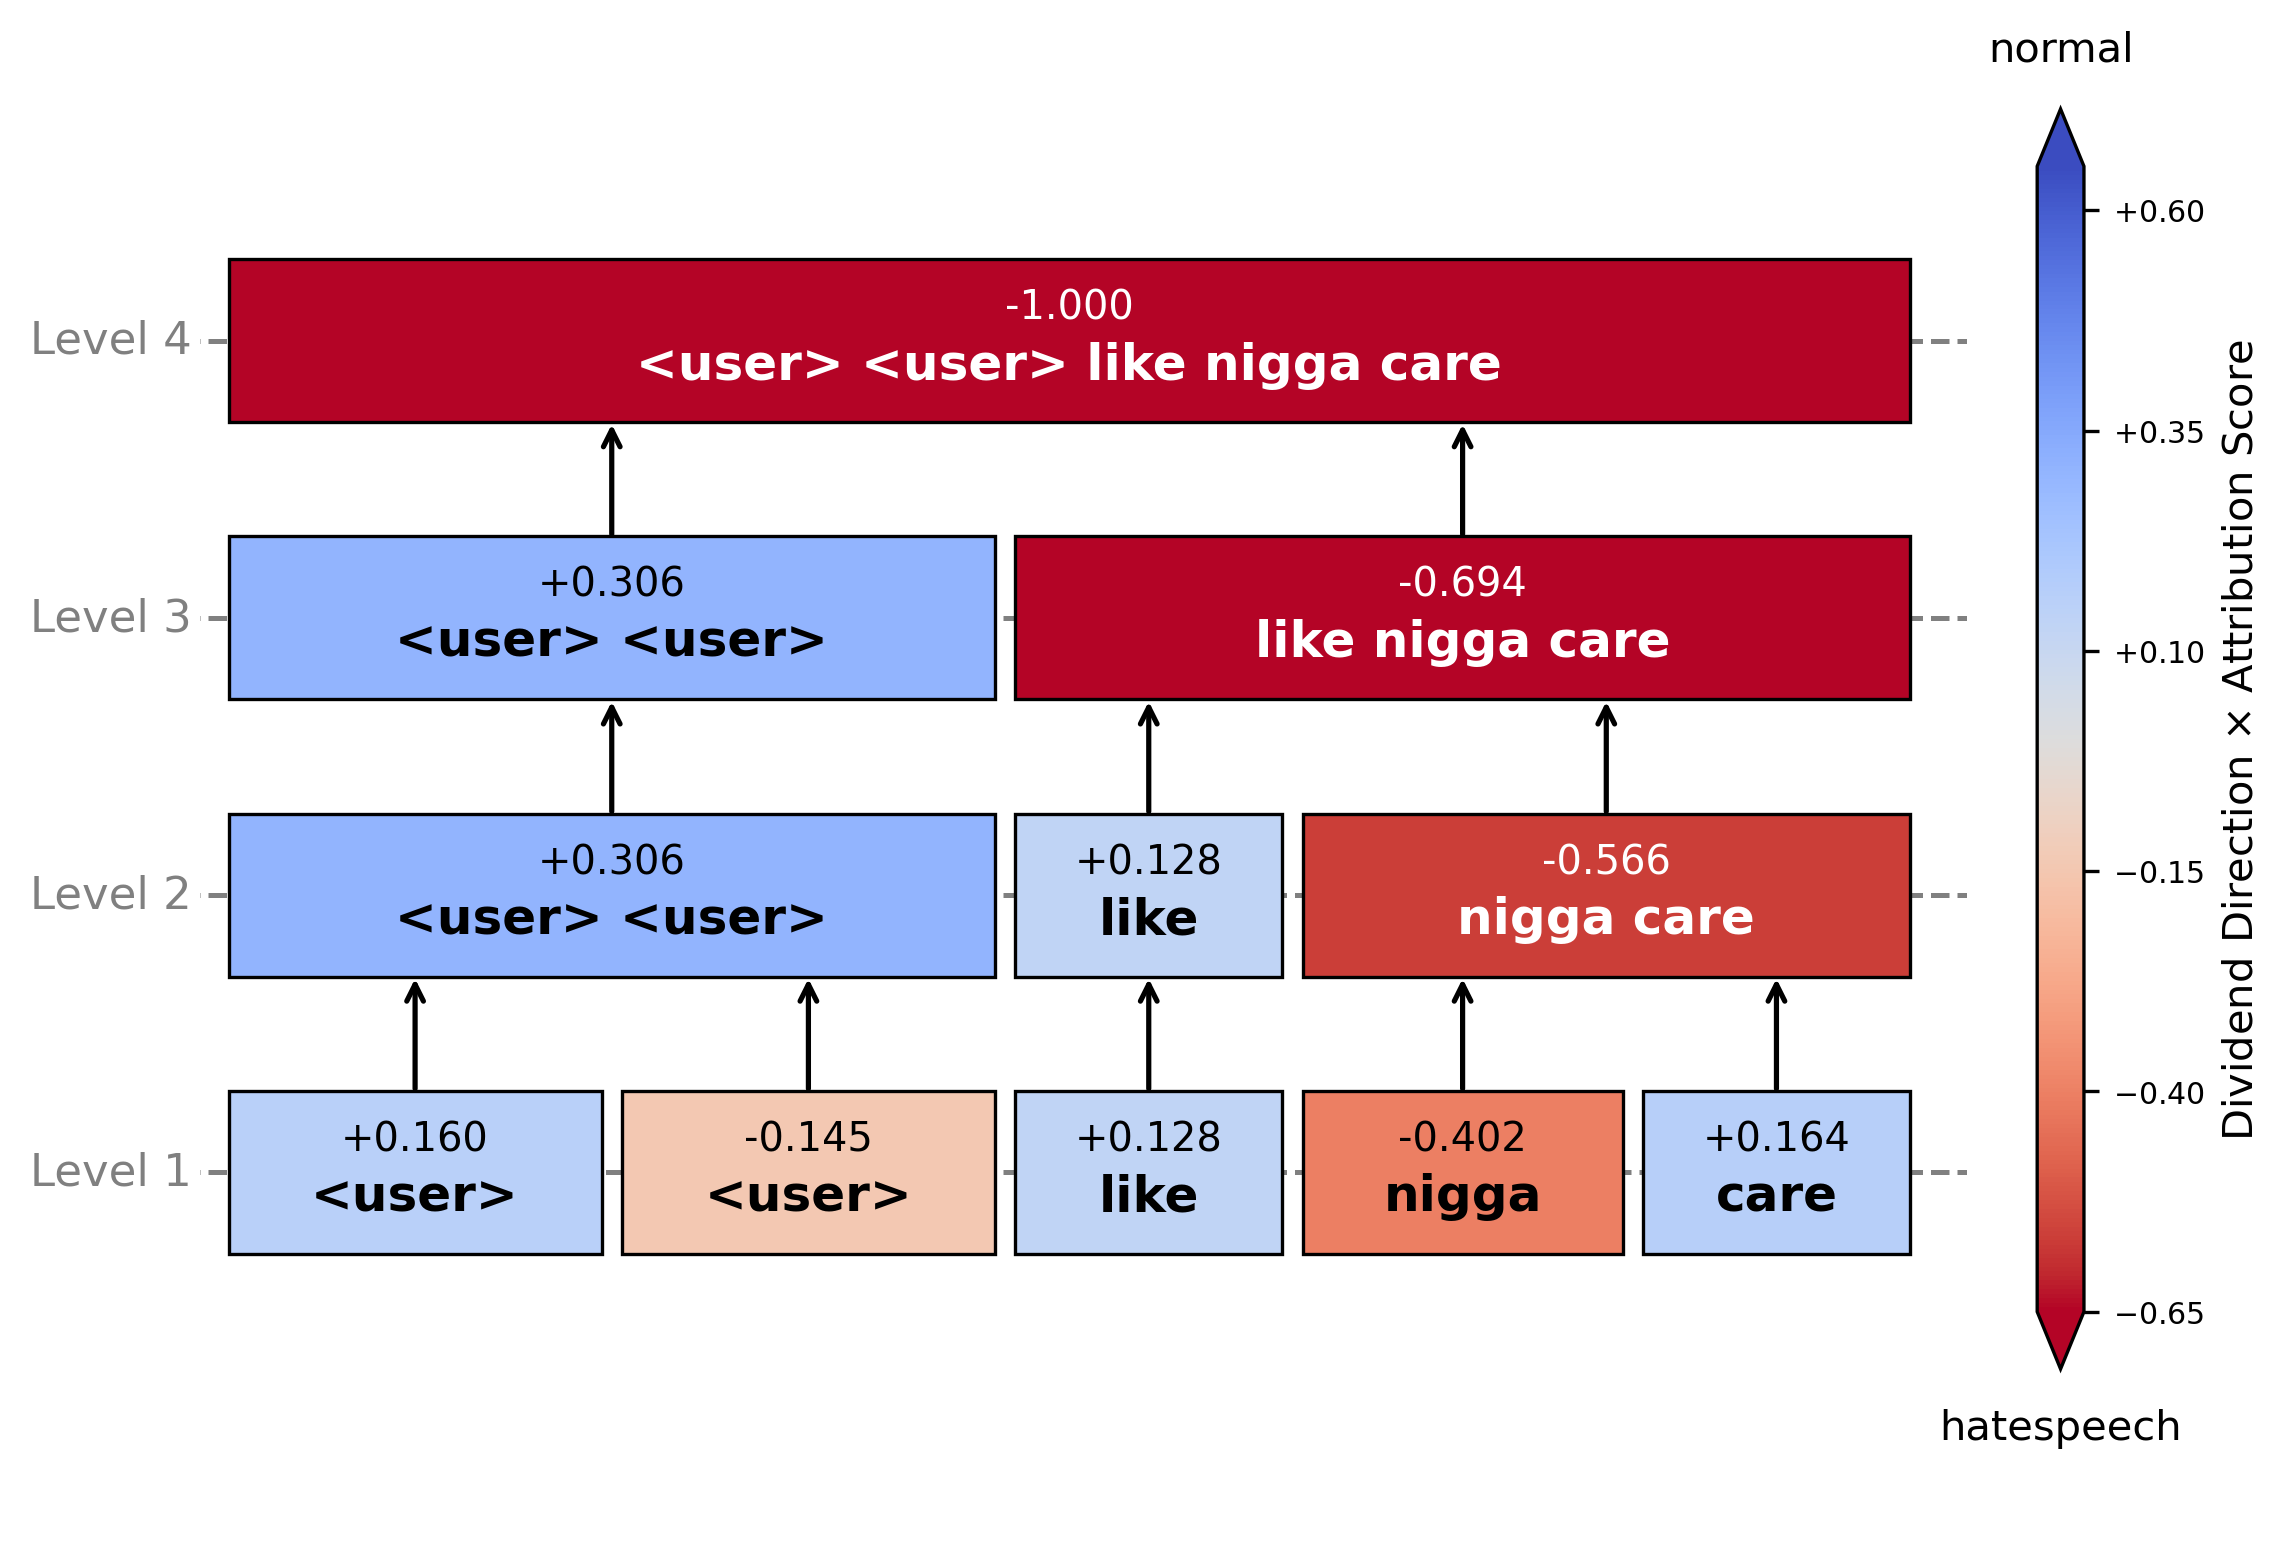 normal
-1.000
Level 4
<user> <user> like nigga care
+0.306
-0.694
Level 3
<user> <user>
like nigga care
+0.306
+0.128
-0.566
Level 2
<user> <user>
like
nigga care
+0.160
-0.145
+0.128
-0.402
+0.164
Level 1
<user>
<user>
like
nigga
care
+0.60
+0.35
+0.10
−0.15
−0.40
−0.65
Dividend Direction × Attribution Score
hatespeech